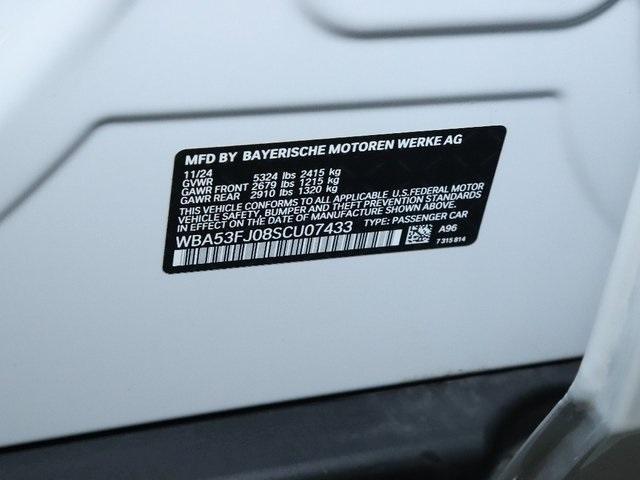 MFD BY BAYERISCHE MOTOREN WERKE AG
11/24
GVWR 5324 lbs 2415 kg
GAWR FRONT 2679 lbs 1215 kg
GAWR REAR 2910 lbs 1320 kg
THIS VEHICLE CONFORMS TO ALL APPLICABLE U.S.FEDERAL MOTOR
VEHICLE SAFETY, BUMPER AND THEFT PREVENTION STANDARDS
IN EFFECT ON THE DATE OF MANUFACTURE SHOWN ABOVE.
WBA53FJ08SCU07433 TYPE: PASSENGER CAR
A96
7 315 814